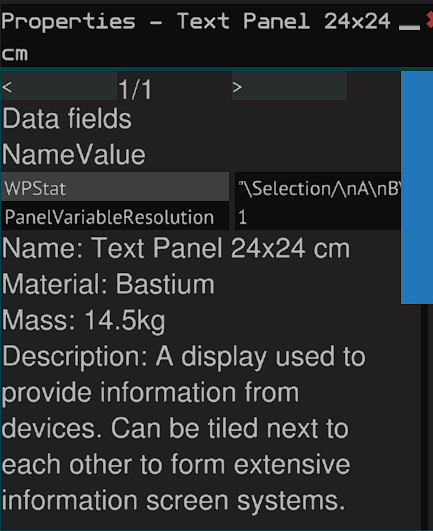 Properties - Text Panel 24x24
cm
< 1/1 >
Data fields
NameValue
WPStat "\Selection/\nA\nB\
PanelVariableResolution 1
Name: Text Panel 24x24 cm
Material: Bastium
Mass: 14.5kg
Description: A display used to
provide information from
devices. Can be tiled next to
each other to form extensive
information screen systems.